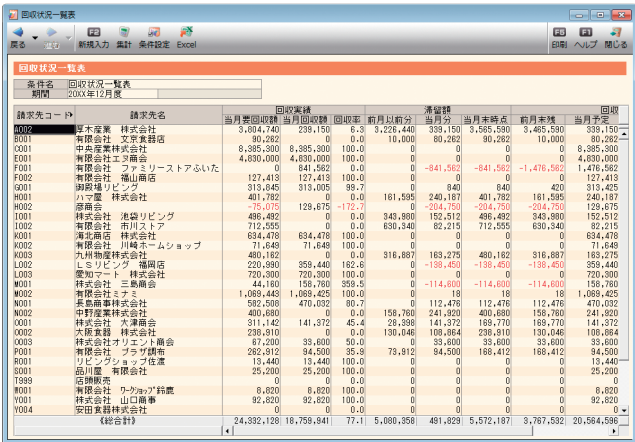 回収状況一覧表
戻る 進む 新規入力 集計 条件設定 Excel 印刷 ヘルプ 閉じる
F2 F5 F1
回収状況一覧表
条件名 回収状況一覧表
期間 20XX年12月度
請求先コード 請求先名 回収実績 滞留額 回収
当月要回収額 当月回収額 回収率 前月以前分 当月分 当月末時点 前月末残 当月予定
A002 厚木産業 株式会社 3,804,740 239,150 6.3 3,226,440 339,150 3,565,590 3,465,590 339,150
B001 有限会社 文京食器店 90,262 0 0.0 10,000 80,262 90,262 10,000 80,262
C001 中央産業株式会社 8,385,300 8,385,300 100.0 0 0 0 0 8,385,300
E001 有限会社エヌ商会 4,830,000 4,830,000 100.0 0 0 0 0 0
F001 有限会社 ファミリーストアふいた 0 841,562 0.0 0 -841,562 -841,562 -1,476,562 1,476,562
F002 有限会社 福山商店 127,413 127,413 100.0 0 0 0 0 127,413
G001 御殿場リビング 313,845 313,005 99.7 0 840 840 420 313,425
H001 ハマ屋 株式会社 401,782 0 0.0 161,595 240,187 401,782 161,595 240,187
H002 彦商会 -75,075 129,675 -172.7 0 -204,750 -204,750 -204,750 129,675
I001 株式会社 池袋リビング 496,492 0 0.0 343,980 152,512 496,492 343,980 152,512
I002 有限会社 市川ストア 712,555 0 0.0 630,340 82,215 712,555 630,340 82,215
K001 海北商店 株式会社 634,478 634,478 100.0 0 0 0 0 634,478
K002 有限会社 川崎ホームショップ 71,649 71,649 100.0 0 0 0 0 71,649
K003 九州物産株式会社 480,162 0 0.0 316,887 163,275 480,162 316,887 163,275
L002 ＬＳリビング 福岡店 220,990 359,440 162.6 0 -138,450 -138,450 0 359,440
L003 愛知マート 株式会社 720,300 720,300 100.0 0 0 0 0 720,300
M001 株式会社 三島商会 44,160 158,760 359.5 0 -114,600 -114,600 0 158,760
M002 有限会社ミナミ 1,069,443 1,069,425 100.0 0 18 18 0 1,069,425
N001 長島商事株式会社 582,508 470,032 80.7 0 112,476 112,476 0 470,032
N002 中野産業株式会社 400,680 0 0.0 158,760 241,920 400,680 158,760 241,920
O001 株式会社 大津商会 311,142 141,372 45.4 28,398 141,372 169,770 169,770 141,372
O002 大阪食器 株式会社 238,910 0 0.0 130,046 108,864 238,910 130,046 108,864
O003 株式会社オリエント商会 67,200 33,600 50.0 0 33,600 33,600 33,600 33,600
P001 有限会社 プラザ調布 262,912 94,500 35.9 73,912 94,500 168,412 168,412 94,500
R001 リビングショップ佐渡 13,440 13,440 100.0 0 0 0 0 13,440
S001 品川屋 有限会社 25,200 25,200 100.0 0 0 0 0 25,200
T999 店頭販売 0 0 0.0 0 0 0 0 0
W001 有限会社 ワークショップ鈴鹿 8,820 8,820 100.0 0 0 0 0 8,820
Y001 株式会社 山口商事 92,820 92,820 100.0 0 0 0 0 92,820
Y004 安田食器株式会社 0 0 0.0 0 0 0 0 0
《総合計》 24,332,128 18,759,941 77.1 5,080,358 491,829 5,572,187 3,767,532 20,564,596